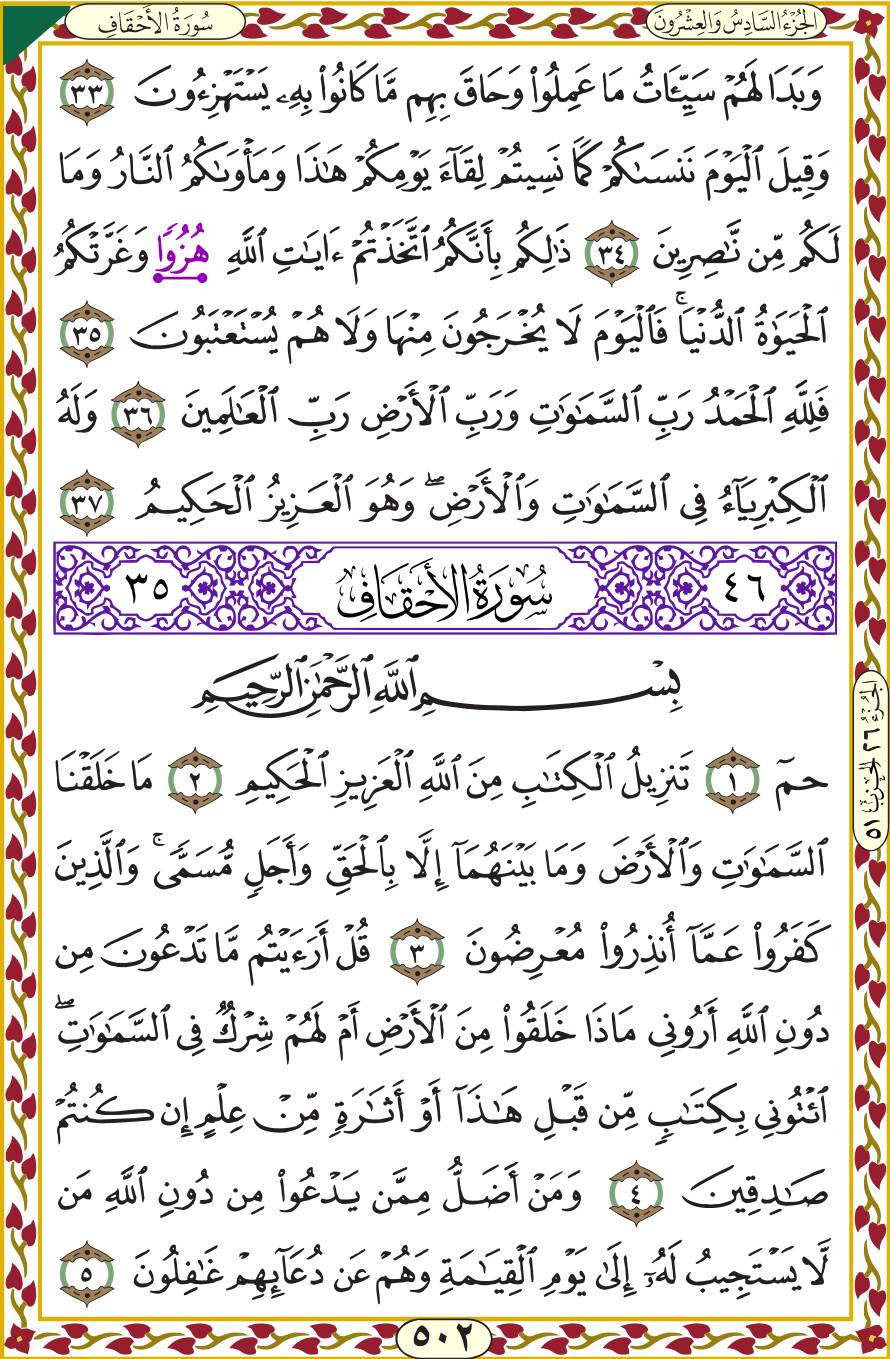 الجُزْءُ السَّادِسُ وَالعِشْرُونَ
سُورَةُ الأَحْقَافِ
وَبَدَا لَهُمْ سَيِّـَٔاتُ مَا عَمِلُوا۟ وَحَاقَ بِهِم مَّا كَانُوا۟ بِهِۦ يَسْتَهْزِءُونَ ٣٣
وَقِيلَ ٱلْيَوْمَ نَنسَىٰكُمْ كَمَا نَسِيتُمْ لِقَآءَ يَوْمِكُمْ هَٰذَا وَمَأْوَىٰكُمُ ٱلنَّارُ وَمَا
لَكُم مِّن نَّٰصِرِينَ ٣٤ ذَٰلِكُم بِأَنَّكُمُ ٱتَّخَذْتُمْ ءَايَٰتِ ٱللَّهِ هُزُوًا وَغَرَّتْكُمُ
ٱلْحَيَوٰةُ ٱلدُّنْيَا ۚ فَٱلْيَوْمَ لَا يُخْرَجُونَ مِنْهَا وَلَا هُمْ يُسْتَعْتَبُونَ ٣٥
فَلِلَّهِ ٱلْحَمْدُ رَبِّ ٱلسَّمَٰوَٰتِ وَرَبِّ ٱلْأَرْضِ رَبِّ ٱلْعَٰلَمِينَ ٣٦ وَلَهُ
ٱلْكِبْرِيَآءُ فِى ٱلسَّمَٰوَٰتِ وَٱلْأَرْضِ ۖ وَهُوَ ٱلْعَزِيزُ ٱلْحَكِيمُ ٣٧
٤٦ سُورَةُ الأَحْقَافِ ٣٥
بِسْمِ ٱللَّهِ ٱلرَّحْمَٰنِ ٱلرَّحِيمِ
حمٓ ١ تَنزِيلُ ٱلْكِتَٰبِ مِنَ ٱللَّهِ ٱلْعَزِيزِ ٱلْحَكِيمِ ٢ مَا خَلَقْنَا
ٱلسَّمَٰوَٰتِ وَٱلْأَرْضَ وَمَا بَيْنَهُمَآ إِلَّا بِٱلْحَقِّ وَأَجَلٍ مُّسَمًّى ۚ وَٱلَّذِينَ
كَفَرُوا۟ عَمَّآ أُنذِرُوا۟ مُعْرِضُونَ ٣ قُلْ أَرَءَيْتُم مَّا تَدْعُونَ مِن
دُونِ ٱللَّهِ أَرُونِى مَاذَا خَلَقُوا۟ مِنَ ٱلْأَرْضِ أَمْ لَهُمْ شِرْكٌ فِى ٱلسَّمَٰوَٰتِ ۖ
ٱئْتُونِى بِكِتَٰبٍ مِّن قَبْلِ هَٰذَآ أَوْ أَثَٰرَةٍ مِّنْ عِلْمٍ إِن كُنتُمْ
صَٰدِقِينَ ٤ وَمَنْ أَضَلُّ مِمَّن يَدْعُوا۟ مِن دُونِ ٱللَّهِ مَن
لَّا يَسْتَجِيبُ لَهُۥٓ إِلَىٰ يَوْمِ ٱلْقِيَٰمَةِ وَهُمْ عَن دُعَآئِهِمْ غَٰفِلُونَ ٥
الجُزْءُ ٢٦ الحِزْبُ ٥١
٥٠٢